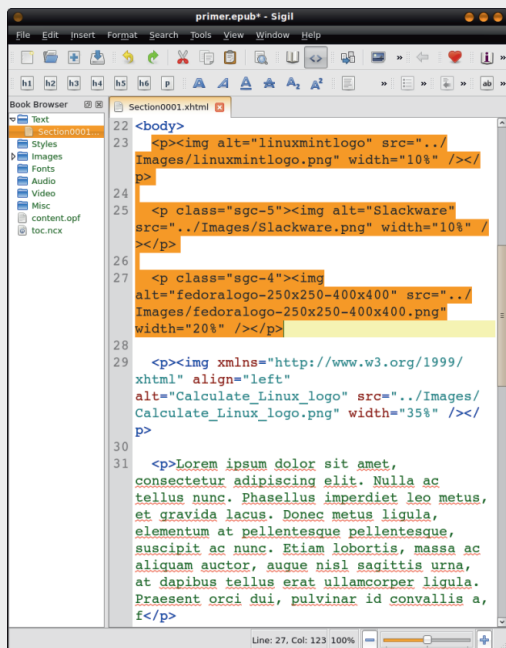 primer.epub* - Sigil
File Edit Insert Format Search Tools View Window Help
h1 h2 h3 h4 h5 h6 p A A A A A₂ A² » » » ab »
Book Browser
Section0001.xhtml
Text
Section0001...
Styles
Images
Fonts
Audio
Video
Misc
content.opf
toc.ncx
22 <body>
23 <p><img alt="linuxmintlogo" src="../
Images/linuxmintlogo.png" width="10%" /></
p>
24
25 <p class="sgc-5"><img alt="Slackware"
src="../Images/Slackware.png" width="10%" /
></p>
26
27 <p class="sgc-4"><img
alt="fedoralogo-250x250-400x400" src="../
Images/fedoralogo-250x250-400x400.png"
width="20%" /></p>
28
29 <p><img xmlns="http://www.w3.org/1999/
xhtml" align="left"
alt="Calculate_Linux_logo" src="../Images/
Calculate_Linux_logo.png" width="35%" /></
p>
30
31 <p>Lorem ipsum dolor sit amet,
consectetur adipiscing elit. Nulla ac
tellus nunc. Phasellus imperdiet leo metus,
et gravida lacus. Donec metus ligula,
elementum at pellentesque pellentesque,
suscipit ac nunc. Etiam lobortis, massa ac
aliquam auctor, augue nisl sagittis urna,
at dapibus tellus erat ullamcorper ligula.
Praesent orci dui, pulvinar id convallis a,
f</p>
Line: 27, Col: 123 100%